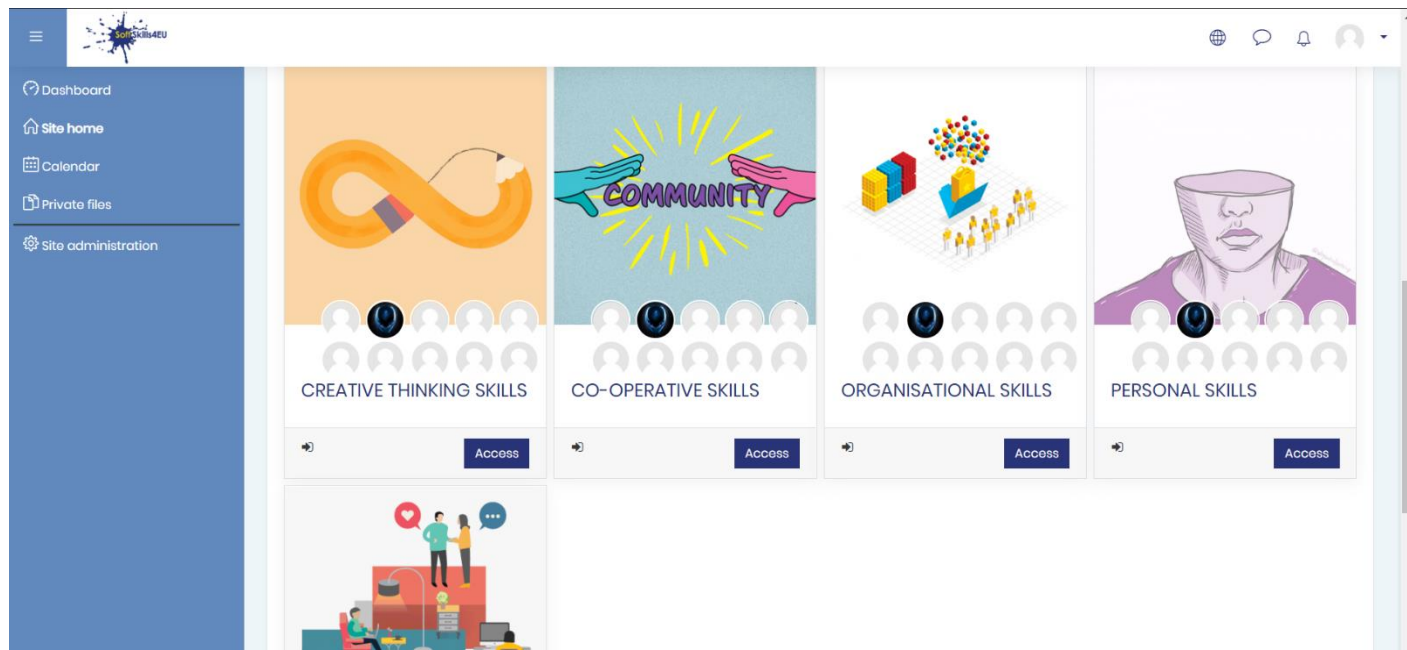 SoftSkills4EU
Dashboard
Site home
Calendar
Private files
Site administration
COMMUNITY
CREATIVE THINKING SKILLS
CO-OPERATIVE SKILLS
ORGANISATIONAL SKILLS
PERSONAL SKILLS
Access
Access
Access
Access